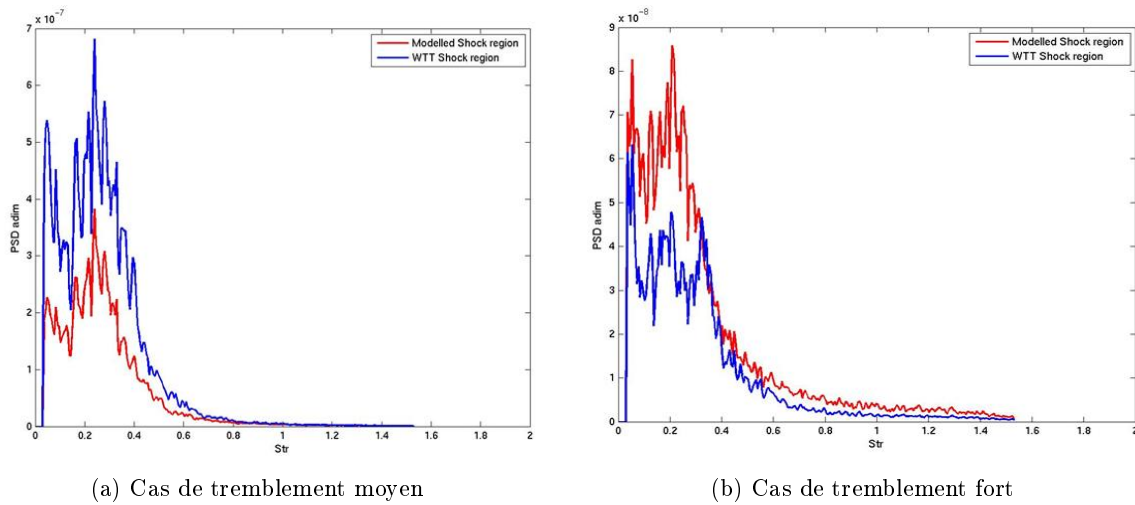 x 10⁻⁷
7
6
5
4
3
2
1
0
PSD adim
0 0.2 0.4 0.6 0.8 1 1.2 1.4 1.6 1.8 2
Str
Modelled Shock region
WTT Shock region
(a) Cas de tremblement moyen
x 10⁻⁸
9
8
7
6
5
4
3
2
1
0
PSD adim
0 0.2 0.4 0.6 0.8 1 1.2 1.4 1.6 1.8 2
Str
Modelled Shock region
WTT Shock region
(b) Cas de tremblement fort